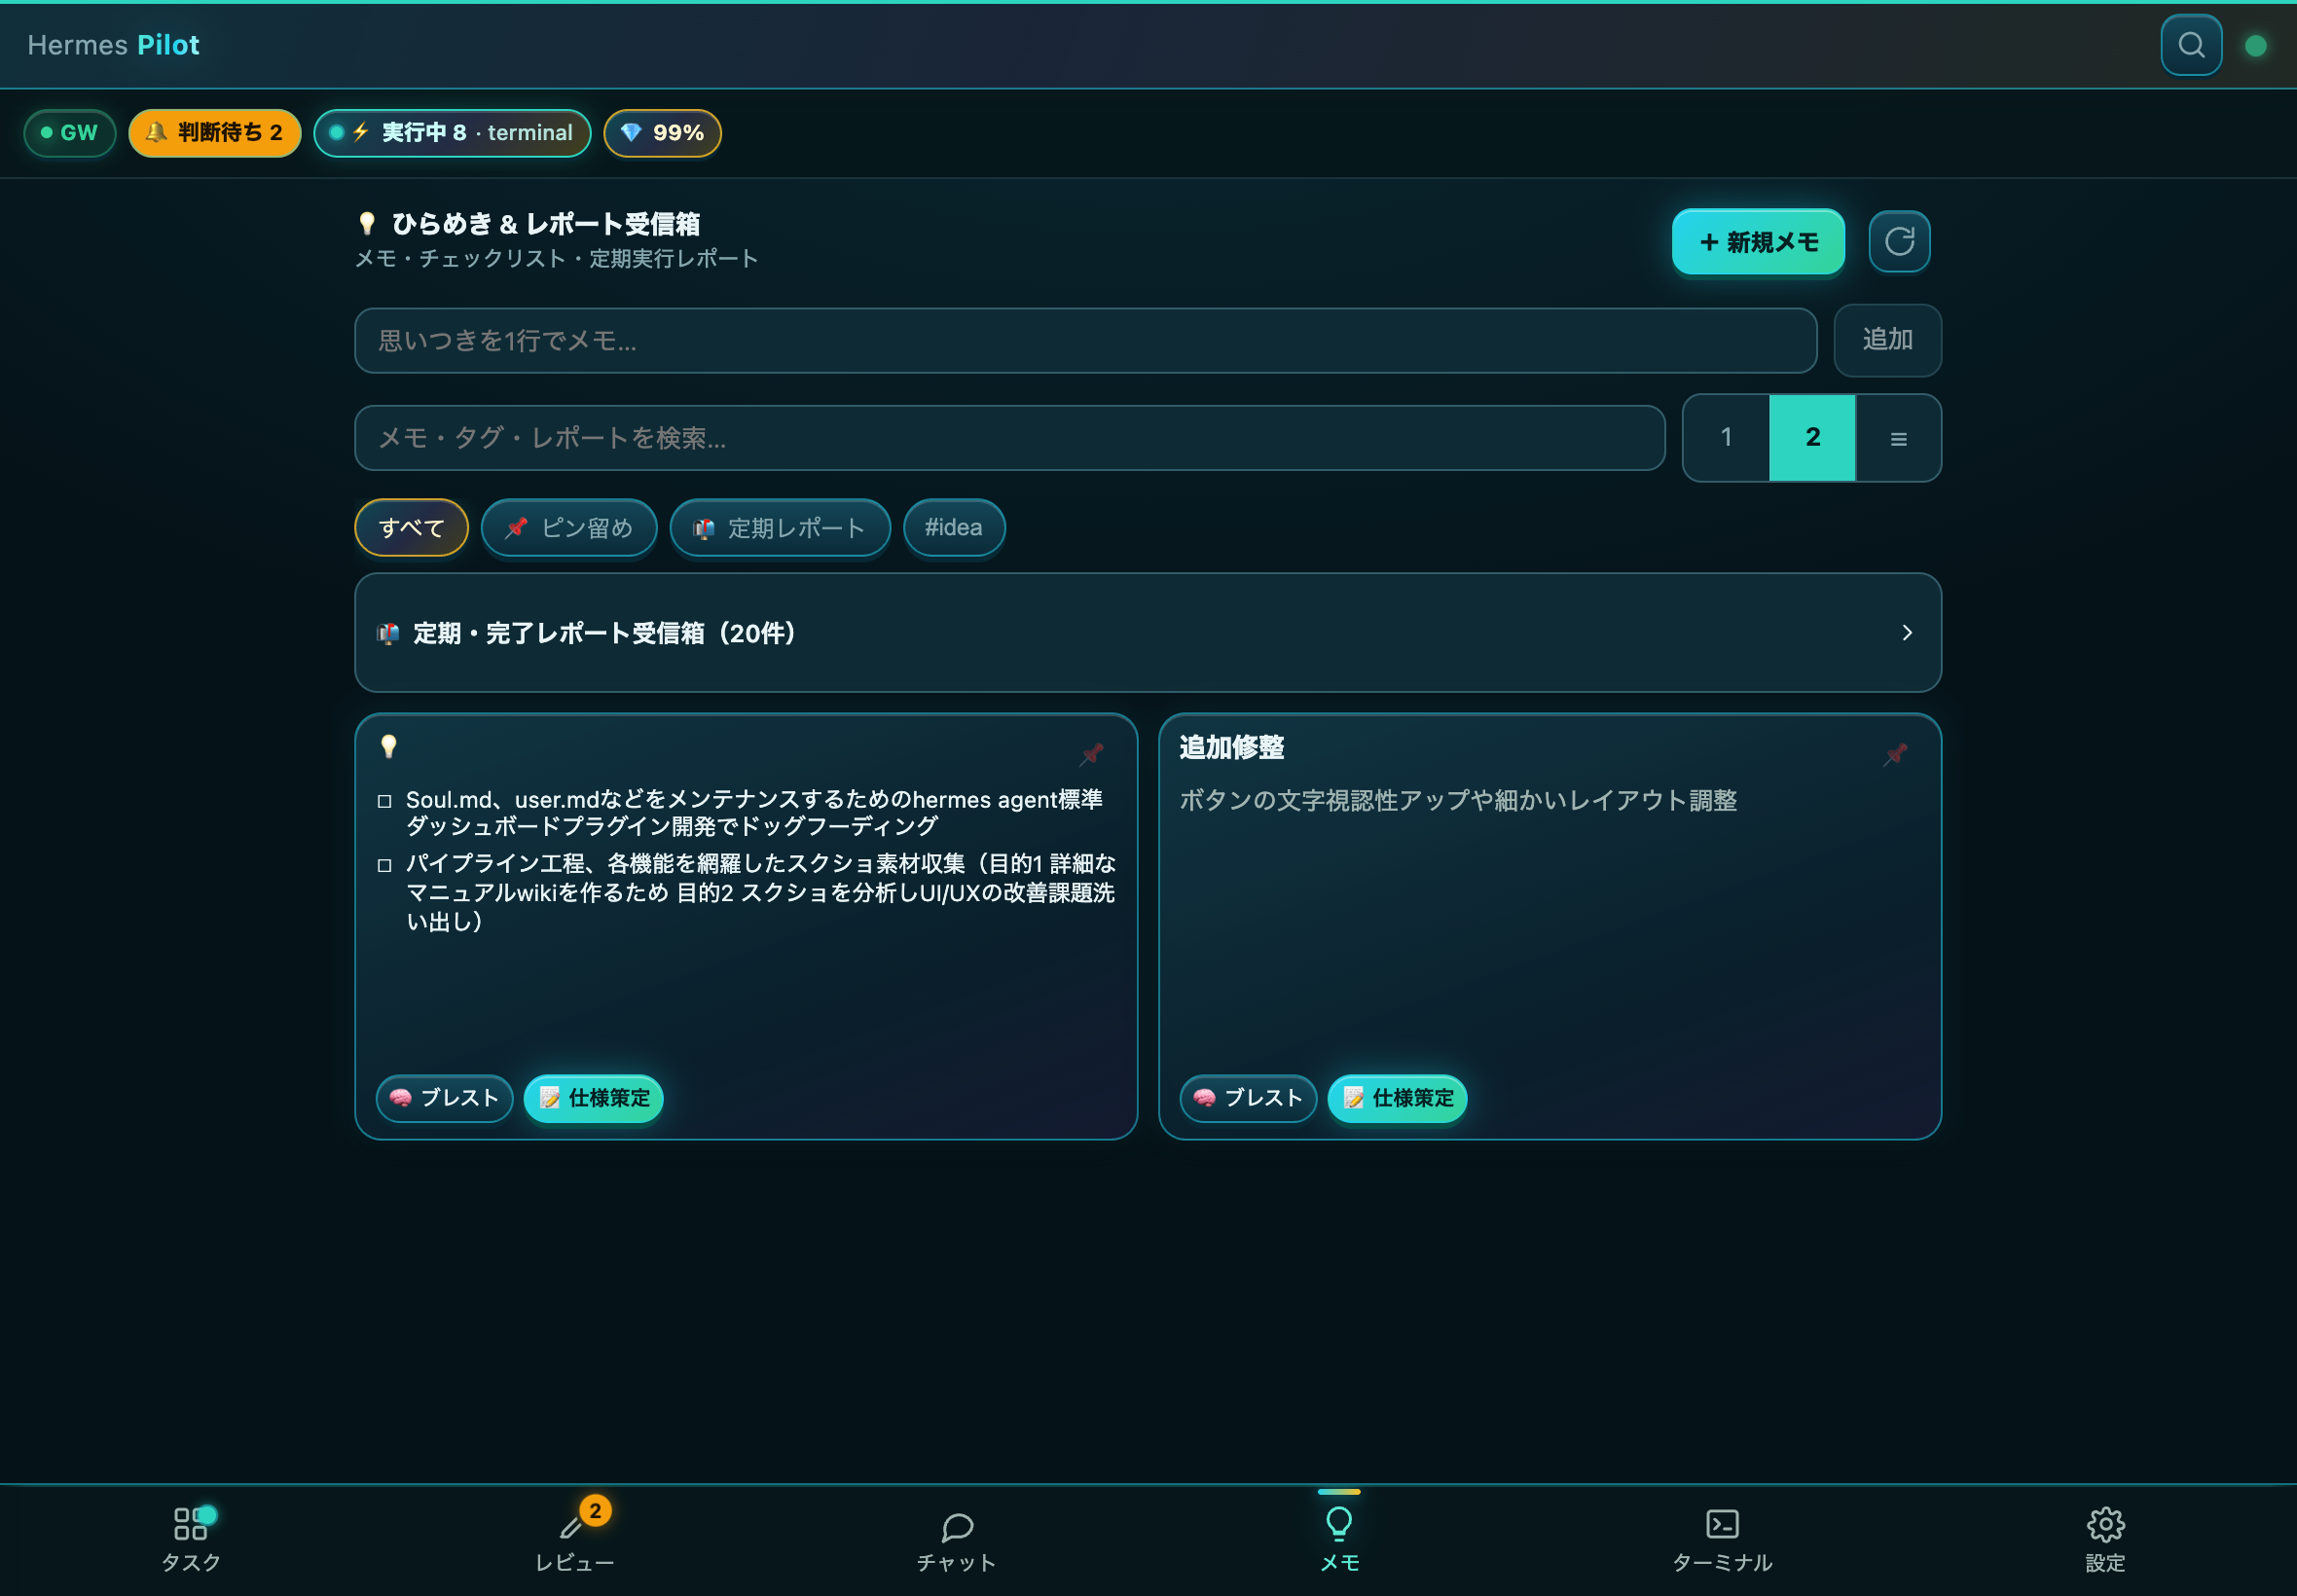 Hermes Pilot
GW
判断待ち 2
実行中 8 · terminal
99%
ひらめき & レポート受信箱
メモ・チェックリスト・定期実行レポート
＋ 新規メモ
思いつきを1行でメモ...
追加
メモ・タグ・レポートを検索...
1
2
≡
すべて
ピン留め
定期レポート
#idea
定期・完了レポート受信箱（20件）
Soul.md、user.mdなどをメンテナンスするためのhermes agent標準
ダッシュボードプラグイン開発でドッグフーディング
パイプライン工程、各機能を網羅したスクショ素材収集（目的1 詳細な
マニュアルwikiを作るため 目的2 スクショを分析しUI/UXの改善課題洗
い出し）
ブレスト
仕様策定
追加修整
ボタンの文字視認性アップや細かいレイアウト調整
ブレスト
仕様策定
タスク
2
レビュー
チャット
メモ
ターミナル
設定